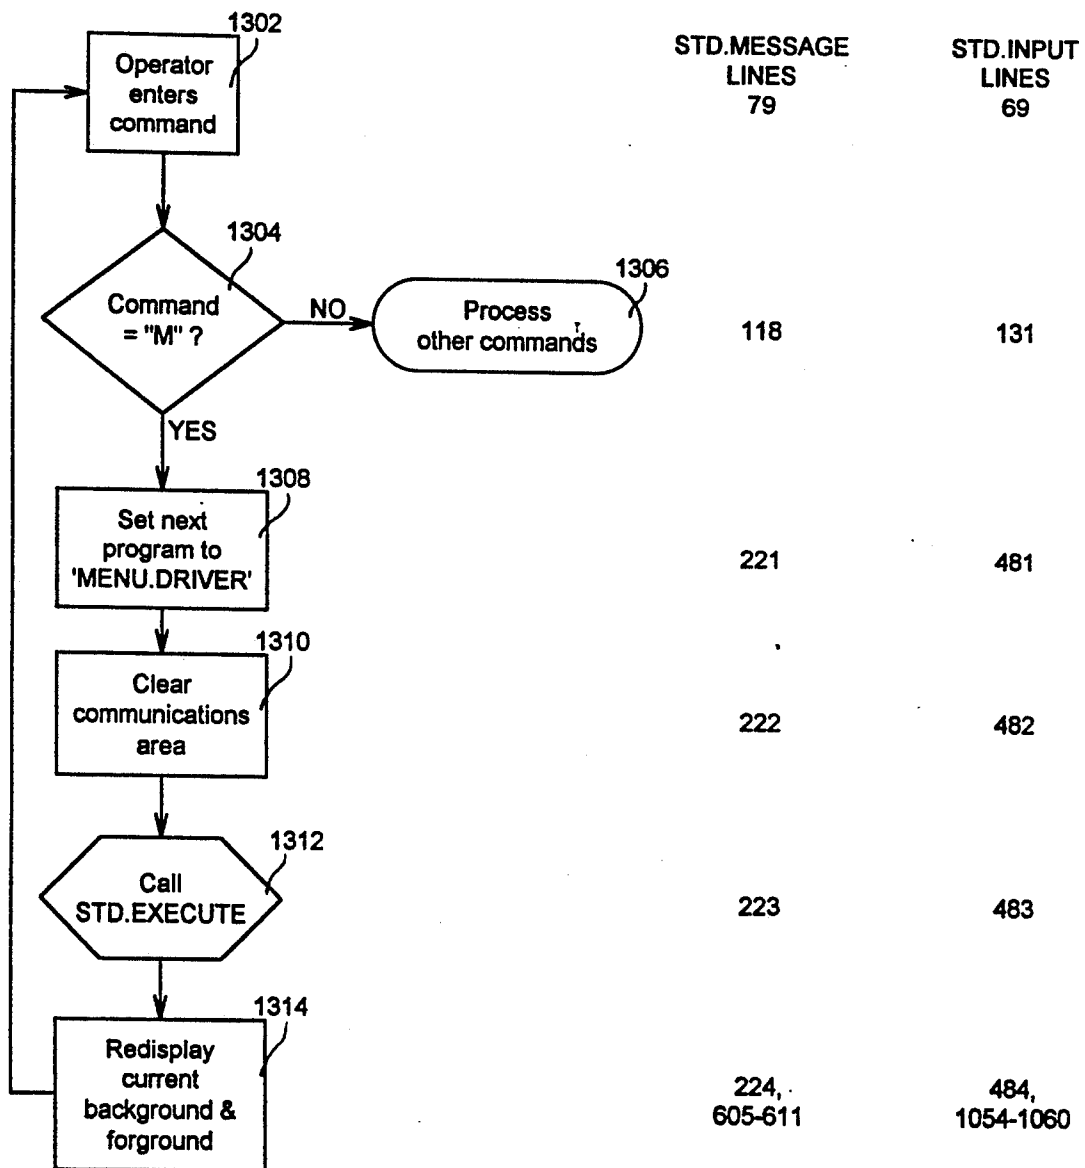 1302
Operator
enters
command
STD.MESSAGE
LINES
79
STD.INPUT
LINES
69
1304
Command
= "M" ?
NO
YES
1306
Process
other commands
118
131
1308
Set next
program to
'MENU.DRIVER'
221
481
1310
Clear
communications
area
222
482
1312
Call
STD.EXECUTE
223
483
1314
Redisplay
current
background &
forground
224,
605-611
484,
1054-1060